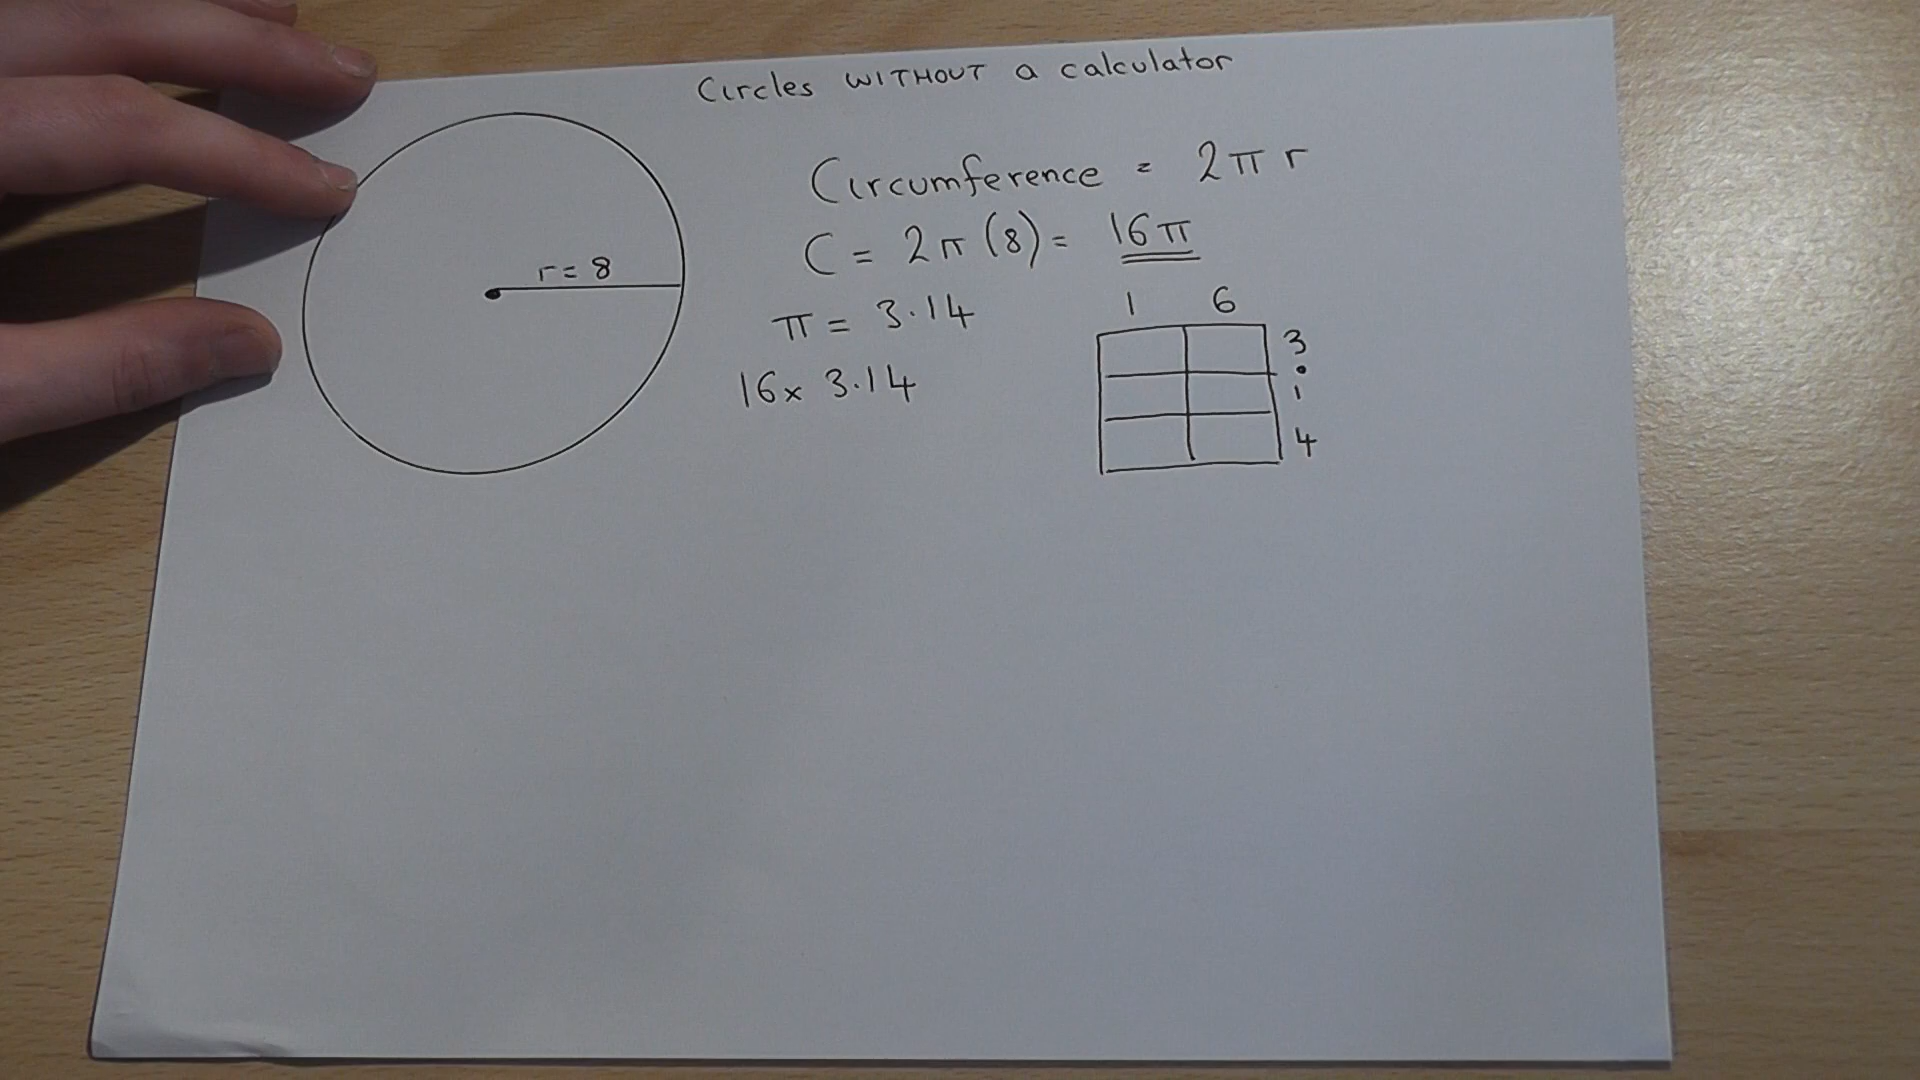 Circles WITHOUT a calculator
r = 8
Circumference = 2πr
C = 2π(8) = 16π
π = 3.14
16 x 3.14
1 6
3
.
1
4